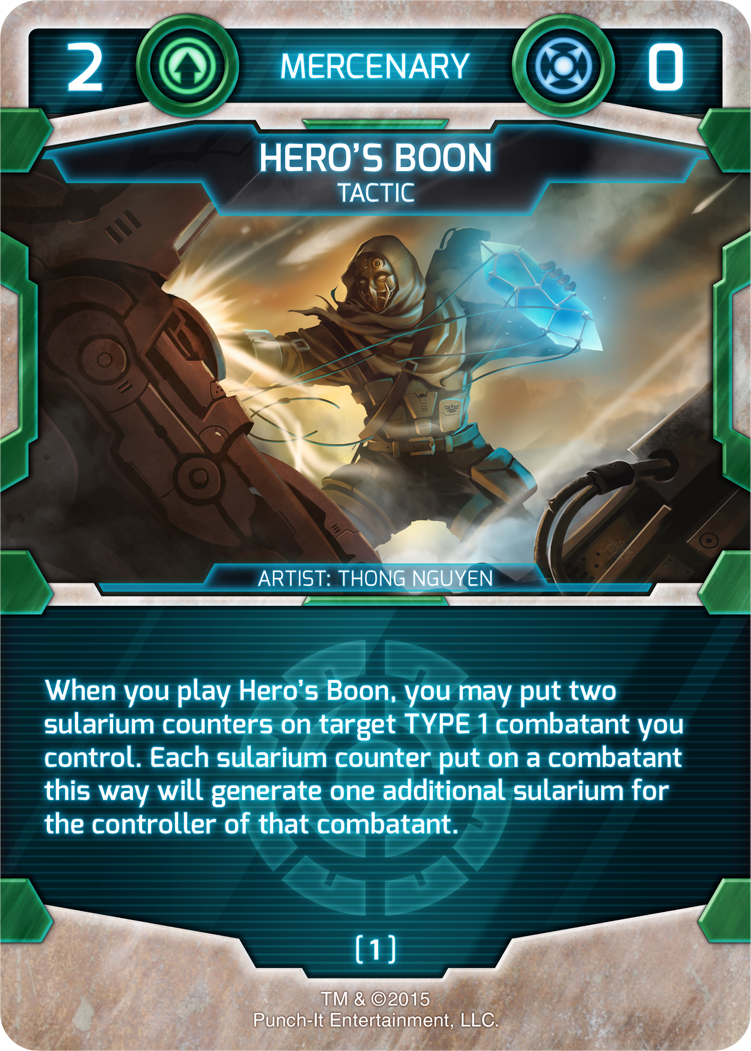 2 MERCENARY 0
HERO'S BOON
TACTIC
ARTIST: THONG NGUYEN
When you play Hero's Boon, you may put two
sularium counters on target TYPE 1 combatant you
control. Each sularium counter put on a combatant
this way will generate one additional sularium for
the controller of that combatant.
[1]
TM & ©2015
Punch-It Entertainment, LLC.